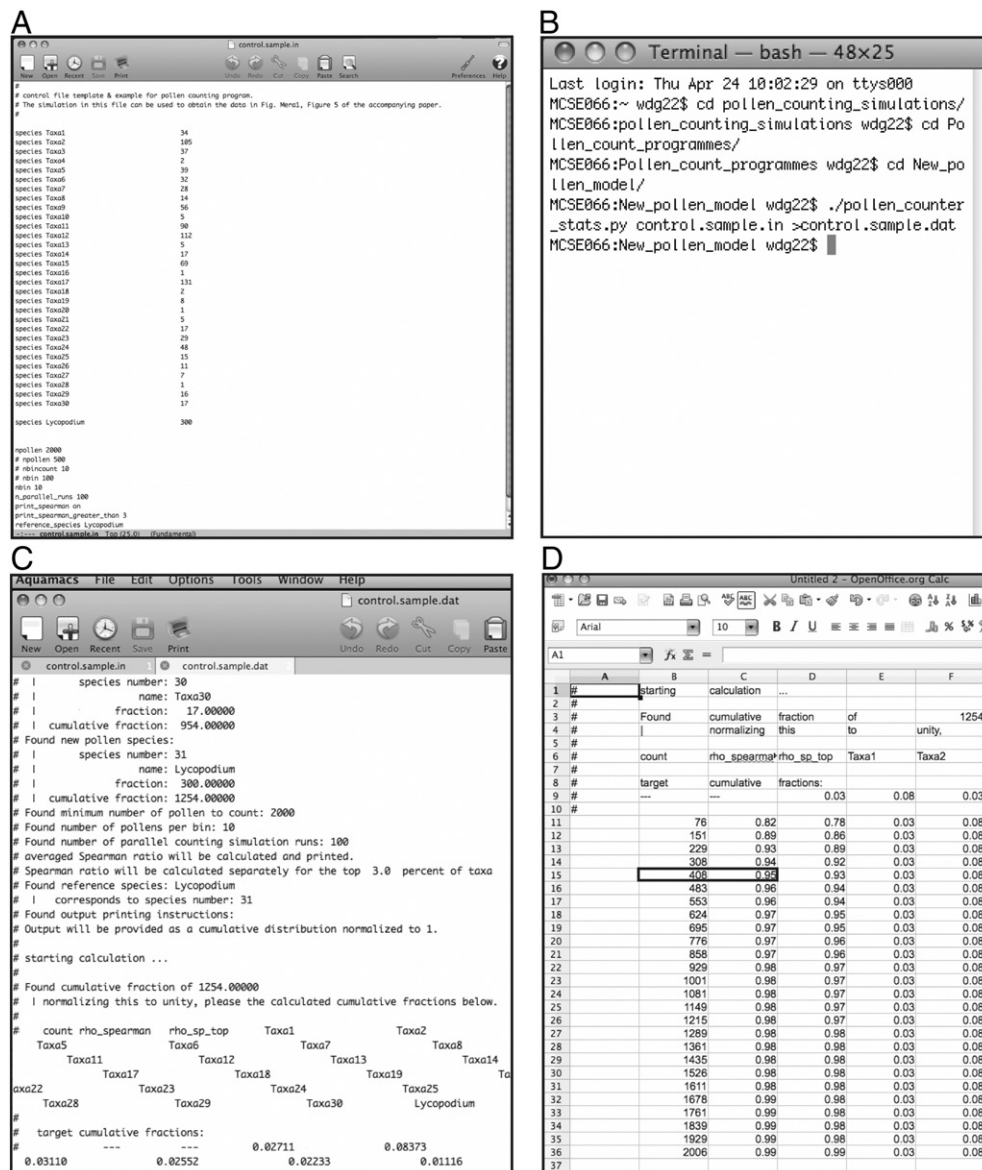 A
control.sample.in
New Open Recent Save Print Undo Redo Cut Copy Paste Search Preferences Help
#
# control file template & example for pollen counting program.
# The simulation in this file can be used to obtain the data in Fig. Mera1, Figure 5 of the accompanying paper.
#
species Taxa1 34
species Taxa2 105
species Taxa3 37
species Taxa4 2
species Taxa5 39
species Taxa6 32
species Taxa7 28
species Taxa8 14
species Taxa9 56
species Taxa10 5
species Taxa11 90
species Taxa12 112
species Taxa13 5
species Taxa14 17
species Taxa15 69
species Taxa16 1
species Taxa17 131
species Taxa18 2
species Taxa19 8
species Taxa20 1
species Taxa21 5
species Taxa22 17
species Taxa23 29
species Taxa24 48
species Taxa25 15
species Taxa26 11
species Taxa27 7
species Taxa28 1
species Taxa29 16
species Taxa30 17
species Lycopodium 300
npollen 2000
# npollen 500
# nbincount 10
# nbin 100
nbin 10
n_parallel_runs 100
print_spearman on
print_spearman_greater_than 3
reference_species Lycopodium
-:--- control.sample.in Top (25,0) (Fundamental)
B
Terminal — bash — 48×25
Last login: Thu Apr 24 10:02:29 on ttys000
MCSE066:~ wdg22$ cd pollen_counting_simulations/
MCSE066:pollen_counting_simulations wdg22$ cd Po
llen_count_programmes/
MCSE066:Pollen_count_programmes wdg22$ cd New_po
llen_model/
MCSE066:New_pollen_model wdg22$ ./pollen_counter
_stats.py control.sample.in >control.sample.dat
MCSE066:New_pollen_model wdg22$
C
Aquamacs File Edit Options Tools Window Help
control.sample.dat
New Open Recent Save Print Undo Redo Cut Copy Paste
control.sample.in 1 control.sample.dat 2
# | species number: 30
# | name: Taxa30
# | fraction: 17.00000
# | cumulative fraction: 954.00000
# Found new pollen species:
# | species number: 31
# | name: Lycopodium
# | fraction: 300.00000
# | cumulative fraction: 1254.00000
# Found minimum number of pollen to count: 2000
# Found number of pollens per bin: 10
# Found number of parallel counting simulation runs: 100
# averaged Spearman ratio will be calculated and printed.
# Spearman ratio will be calculated separately for the top 3.0 percent of taxa
# Found reference species: Lycopodium
# | corresponds to species number: 31
# Found output printing instructions:
# Output will be provided as a cumulative distribution normalized to 1.
#
# starting calculation ...
#
# Found cumulative fraction of 1254.00000
# | normalizing this to unity, please the calculated cumulative fractions below.
#
# count rho_spearman rho_sp_top Taxa1 Taxa2
Taxa5 Taxa6 Taxa7 Taxa8
Taxa11 Taxa12 Taxa13 Taxa14
Taxa17 Taxa18 Taxa19 Ta
axa22 Taxa23 Taxa24 Taxa25
Taxa28 Taxa29 Taxa30 Lycopodium
#
# target cumulative fractions:
# --- --- 0.02711 0.08373
0.03110 0.02552 0.02233 0.01116
D
Untitled 2 - OpenOffice.org Calc
Arial 10 B I U
A1 fx Σ =
A B C D E F
1 # starting calculation ...
2 #
3 # Found cumulative fraction of 1254
4 # | normalizing this to unity,
5 #
6 # count rho_spearma rho_sp_top Taxa1 Taxa2
7 #
8 # target cumulative fractions:
9 # --- --- 0.03 0.08 0.03
10 #
11 76 0.82 0.78 0.03 0.08
12 151 0.89 0.86 0.03 0.08
13 229 0.93 0.89 0.03 0.08
14 308 0.94 0.92 0.03 0.08
15 408 0.95 0.93 0.03 0.08
16 483 0.96 0.94 0.03 0.08
17 553 0.96 0.94 0.03 0.08
18 624 0.97 0.95 0.03 0.08
19 695 0.97 0.95 0.03 0.08
20 776 0.97 0.96 0.03 0.08
21 858 0.97 0.96 0.03 0.08
22 929 0.98 0.97 0.03 0.08
23 1001 0.98 0.97 0.03 0.08
24 1081 0.98 0.97 0.03 0.08
25 1149 0.98 0.97 0.03 0.08
26 1215 0.98 0.97 0.03 0.08
27 1289 0.98 0.98 0.03 0.08
28 1361 0.98 0.98 0.03 0.08
29 1435 0.98 0.98 0.03 0.08
30 1526 0.98 0.98 0.03 0.08
31 1611 0.98 0.98 0.03 0.08
32 1678 0.99 0.98 0.03 0.08
33 1761 0.99 0.98 0.03 0.08
34 1839 0.99 0.98 0.03 0.08
35 1929 0.99 0.98 0.03 0.08
36 2006 0.99 0.99 0.03 0.08
37